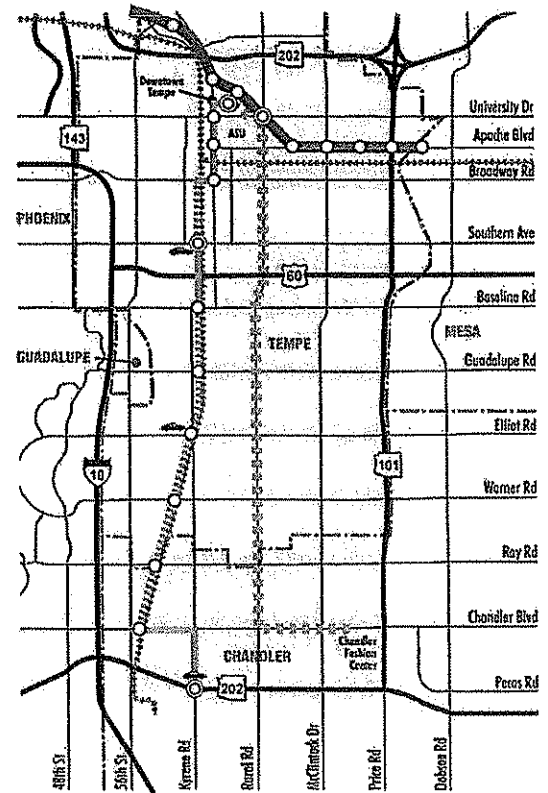 202
Downtown
Tempe
University Dr
ASU
143
Apache Blvd
Broadway Rd
PHOENIX
Southern Ave
60
Baseline Rd
TEMPE
MESA
GUADALUPE
Guadalupe Rd
Elliot Rd
10
101
Warner Rd
Ray Rd
Chandler Blvd
CHANDLER
Chandler
Fashion
Center
202
Pecos Rd
48th St
56th St
Kyrene Rd
Rural Rd
McClintock Dr
Price Rd
Dobson Rd